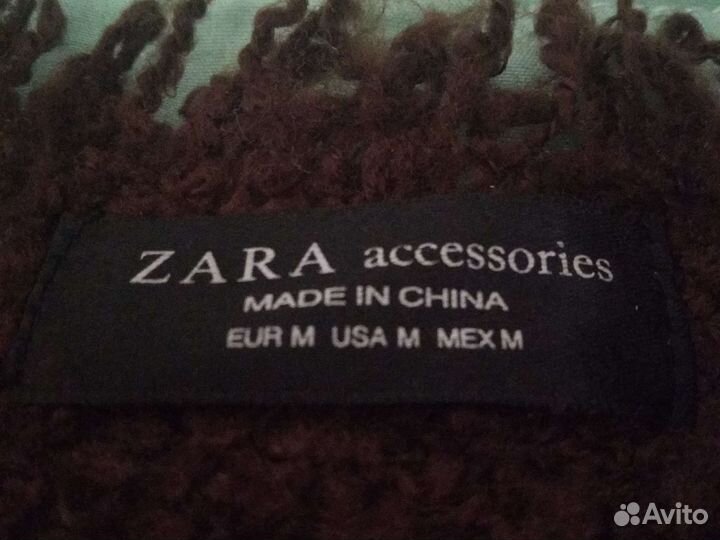 ZARA accessories
MADE IN CHINA
EUR M USA M MEX M
Avito